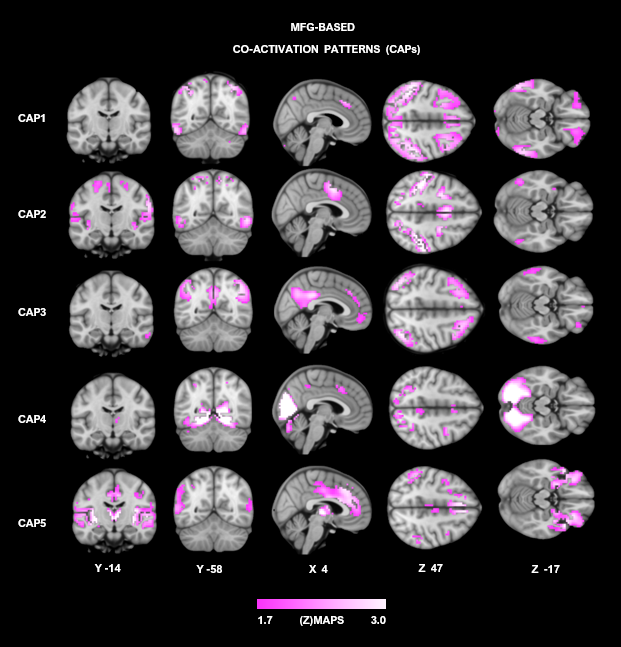 MFG-BASED
CO-ACTIVATION PATTERNS (CAPs)
CAP1
CAP2
CAP3
CAP4
CAP5
Y -14 Y -58 X 4 Z 47 Z -17
1.7 (Z)MAPS 3.0